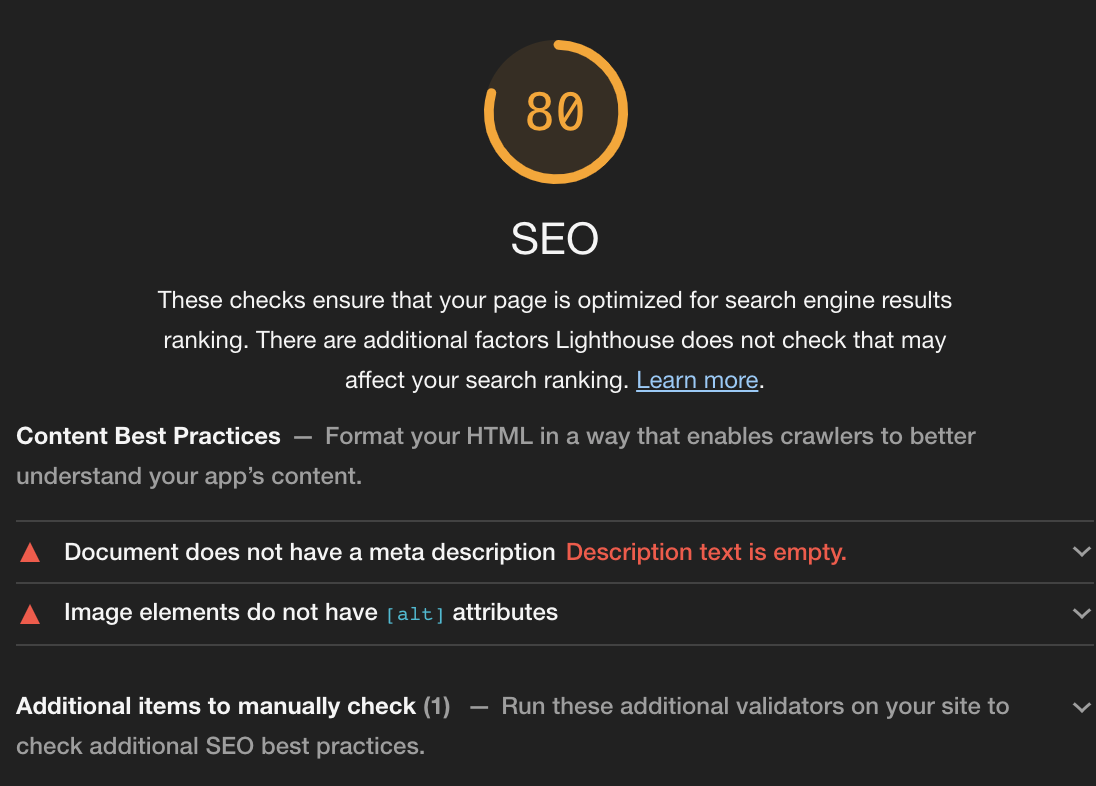 80
SEO
These checks ensure that your page is optimized for search engine results
ranking. There are additional factors Lighthouse does not check that may
affect your search ranking. Learn more.
Content Best Practices — Format your HTML in a way that enables crawlers to better
understand your app’s content.
Document does not have a meta description Description text is empty.
Image elements do not have [alt] attributes
Additional items to manually check (1) — Run these additional validators on your site to
check additional SEO best practices.